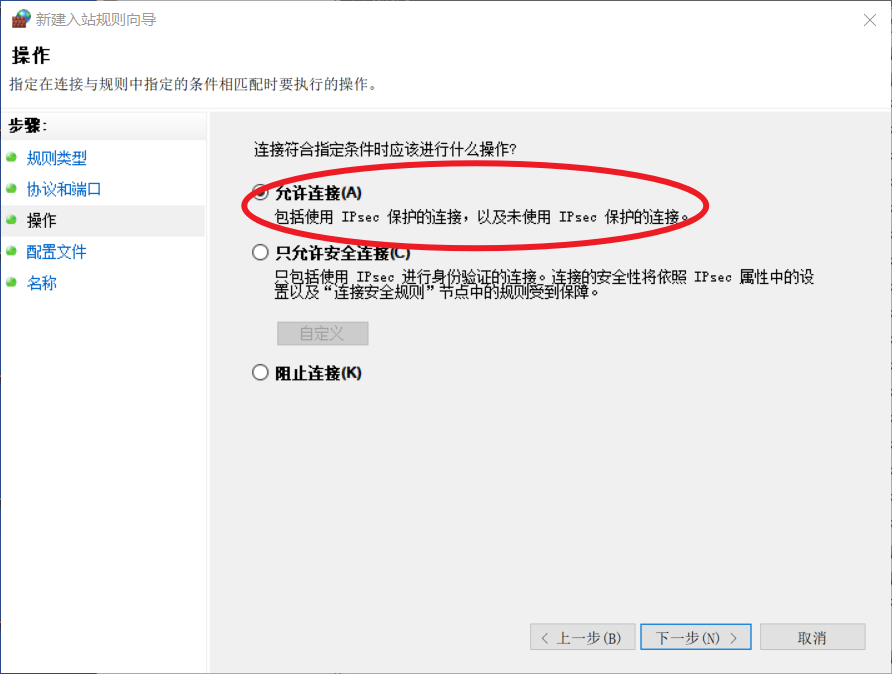 新建入站规则向导
操作
指定在连接与规则中指定的条件相匹配时要执行的操作。
步骤:
规则类型
协议和端口
操作
配置文件
名称
连接符合指定条件时应该进行什么操作?
允许连接(A)
包括使用 IPsec 保护的连接，以及未使用 IPsec 保护的连接。
只允许安全连接(C)
只包括使用 IPsec 进行身份验证的连接。连接的安全性将依照 IPsec 属性中的设
置以及“连接安全规则”节点中的规则受到保障。
自定义
阻止连接(K)
< 上一步(B)
下一步(N) >
取消